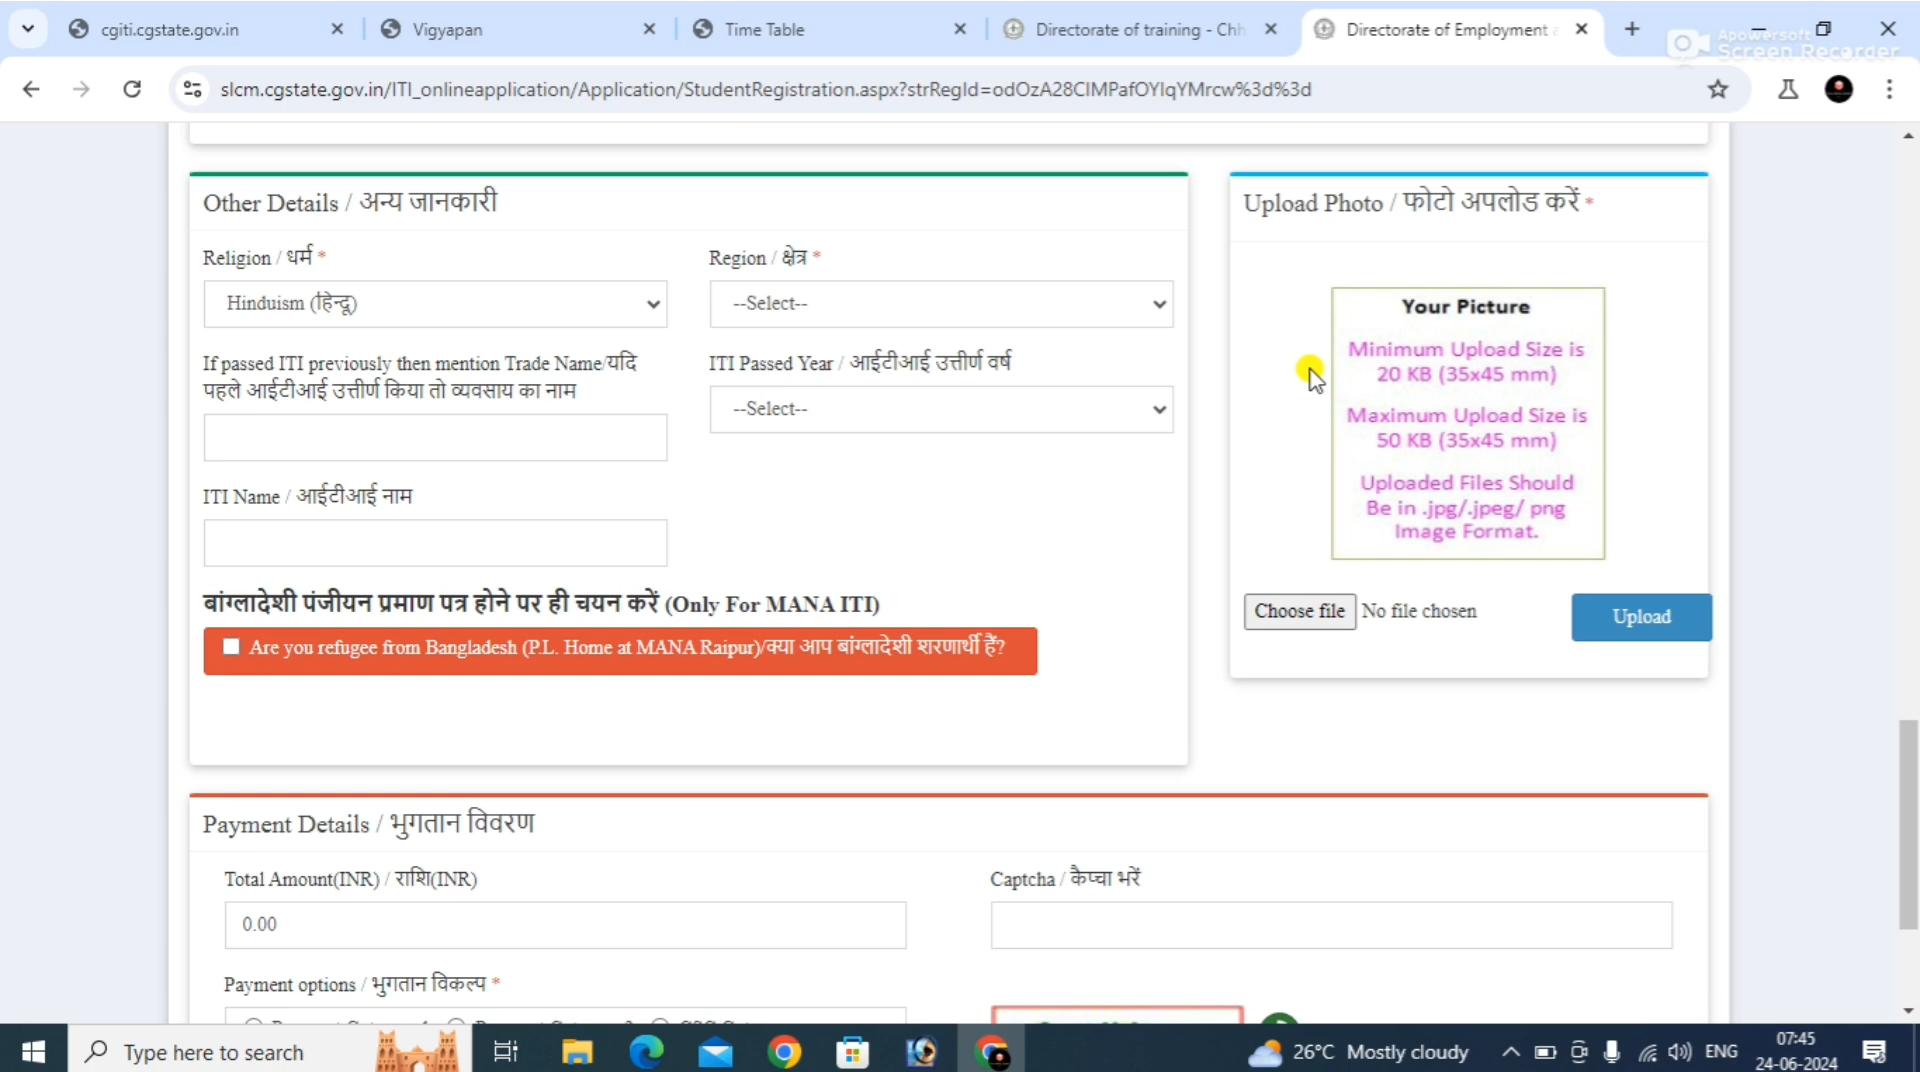 cgiti.cgstate.gov.in
Vigyapan
Time Table
Directorate of training - Chh
Directorate of Employment a
Apowersoft
Screen Recorder
slcm.cgstate.gov.in/ITI_onlineapplication/Application/StudentRegistration.aspx?strRegId=odOzA28CIMPafOYIqYMrcw%3d%3d
Other Details / अन्य जानकारी
Upload Photo / फोटो अपलोड करें *
Religion / धर्म *
Region / क्षेत्र *
Hinduism (हिन्दू)
--Select--
If passed ITI previously then mention Trade Name/यदि
पहले आईटीआई उत्तीर्ण किया तो व्यवसाय का नाम
ITI Passed Year / आईटीआई उत्तीर्ण वर्ष
--Select--
ITI Name / आईटीआई नाम
Your Picture
Minimum Upload Size is
20 KB (35x45 mm)
Maximum Upload Size is
50 KB (35x45 mm)
Uploaded Files Should
Be in .jpg/.jpeg/ png
Image Format.
बांग्लादेशी पंजीयन प्रमाण पत्र होने पर ही चयन करें (Only For MANA ITI)
Are you refugee from Bangladesh (P.L. Home at MANA Raipur)/क्या आप बांग्लादेशी शरणार्थी हैं?
Choose file No file chosen
Upload
Payment Details / भुगतान विवरण
Total Amount(INR) / राशि(INR)
Captcha / कैप्चा भरें
0.00
Payment options / भुगतान विकल्प *
Type here to search
26°C Mostly cloudy
ENG
07:45
24-06-2024